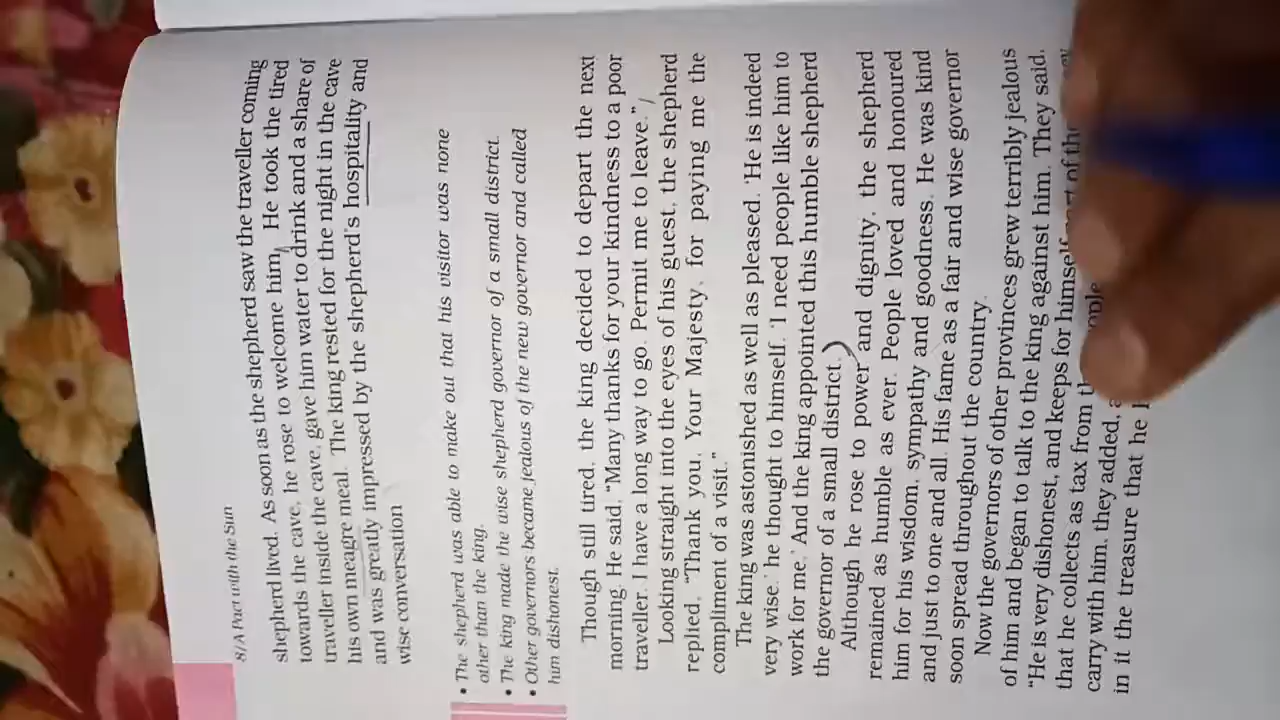 8/A Pact with the Sun
shepherd lived. As soon as the shepherd saw the traveller coming
towards the cave, he rose to welcome him. He took the tired
traveller inside the cave, gave him water to drink and a share of
his own meagre meal. The king rested for the night in the cave
and was greatly impressed by the shepherd's hospitality and
wise conversation
• The shepherd was able to make out that his visitor was none
other than the king.
• The king made the wise shepherd governor of a small district.
• Other governors became jealous of the new governor and called
him dishonest.
Though still tired, the king decided to depart the next
morning. He said, “Many thanks for your kindness to a poor
traveller. I have a long way to go. Permit me to leave.”
Looking straight into the eyes of his guest, the shepherd
replied, “Thank you, Your Majesty, for paying me the
compliment of a visit.”
The king was astonished as well as pleased. ‘He is indeed
very wise,’ he thought to himself. ‘I need people like him to
work for me.’ And the king appointed this humble shepherd
the governor of a small district.
Although he rose to power and dignity, the shepherd
remained as humble as ever. People loved and honoured
him for his wisdom, sympathy and goodness. He was kind
and just to one and all. His fame as a fair and wise governor
soon spread throughout the country.
Now the governors of other provinces grew terribly jealous
of him and began to talk to the king against him. They said,
“He is very dishonest, and keeps for himself part of the
that he collects as tax from
carry with him, they added,
in it the treasure that he